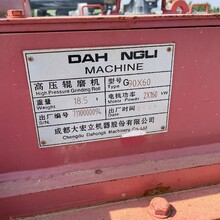 DAH NGLI
MACHINE
高压辊磨机 型号 G90X60
High Pressure Grinding Roll Type
重量 18.5 t 电机功率 2X160 kW
Weight Motor Power
出厂编号 出厂时间
成都大宏立机器股份有限公司
Chengdu Dahongli Machinery Co.,Ltd